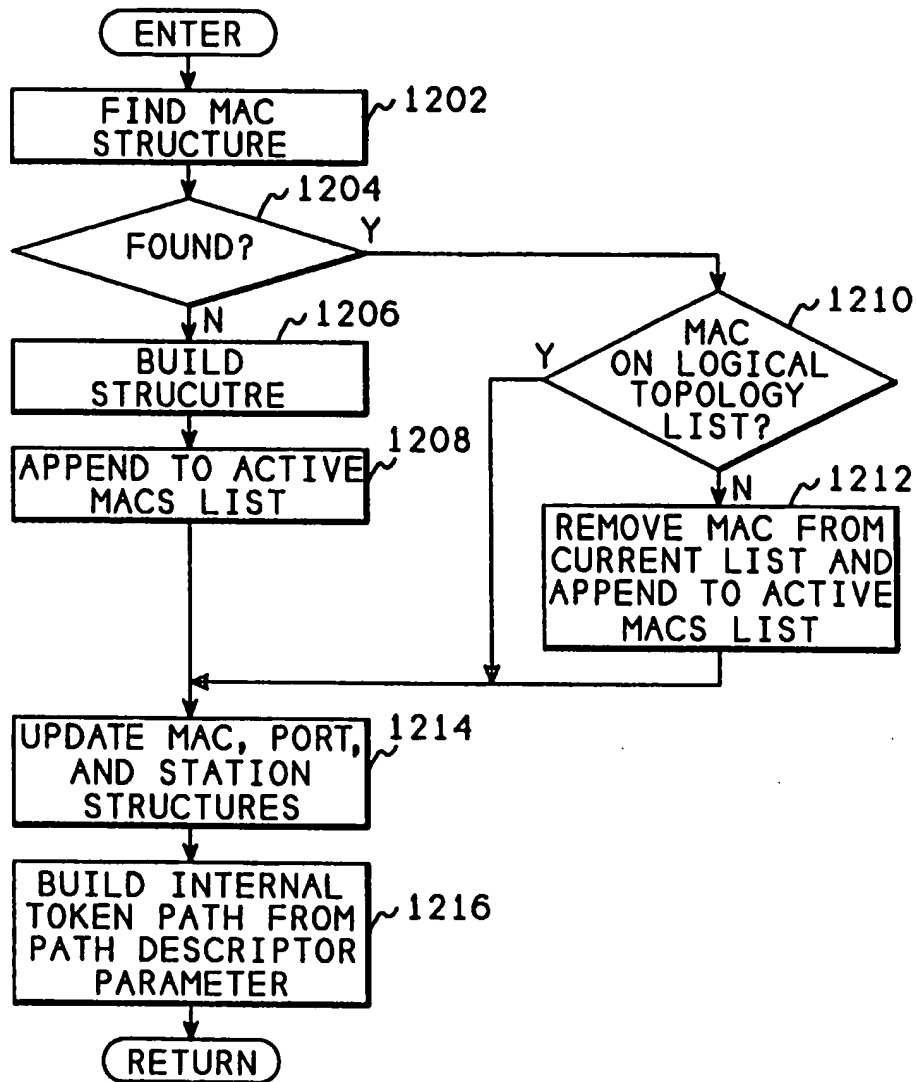 ENTER
FIND MAC
STRUCTURE
1202
1204
FOUND?
Y
N
1206
BUILD
STRUCUTRE
1208
APPEND TO ACTIVE
MACS LIST
1210
MAC
ON LOGICAL
TOPOLOGY
LIST?
Y
N
1212
REMOVE MAC FROM
CURRENT LIST AND
APPEND TO ACTIVE
MACS LIST
UPDATE MAC, PORT,
AND STATION
STRUCTURES
1214
BUILD INTERNAL
TOKEN PATH FROM
PATH DESCRIPTOR
PARAMETER
1216
RETURN